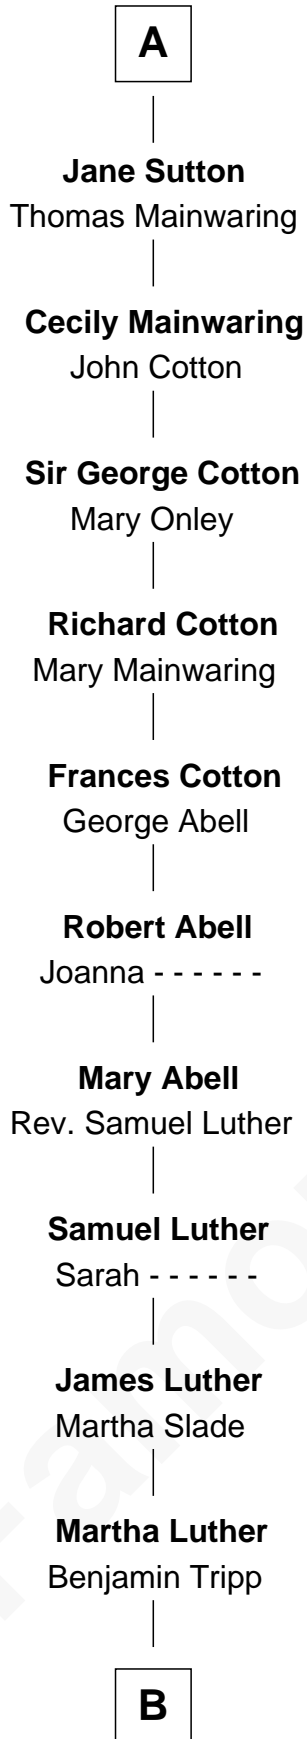 A
Jane Sutton
Thomas Mainwaring
Cecily Mainwaring
John Cotton
Sir George Cotton
Mary Onley
Richard Cotton
Mary Mainwaring
Frances Cotton
George Abell
Robert Abell
Joanna - - - - - -
Mary Abell
Rev. Samuel Luther
Samuel Luther
Sarah - - - - - -
James Luther
Martha Slade
Martha Luther
Benjamin Tripp
B